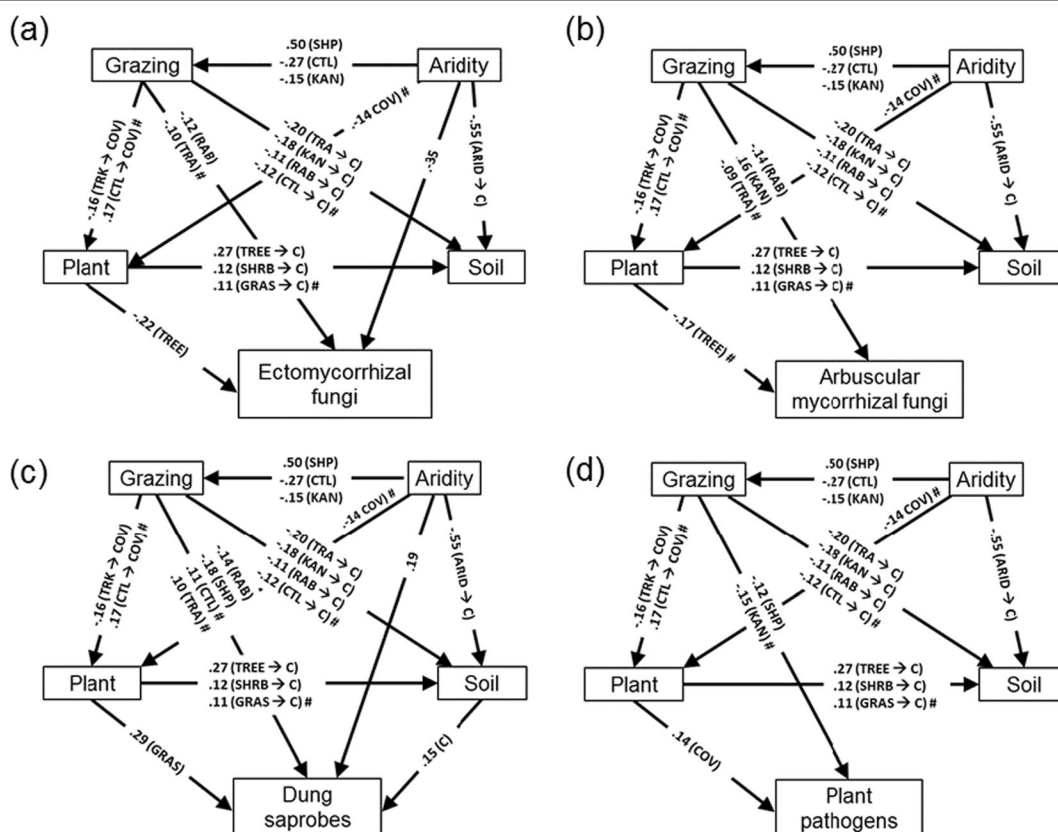 (a)
Grazing
.50 (SHP)
-.27 (CTL)
-.15 (KAN)
Aridity
-.16 (TRK → COV)
.17 (CTL → COV) #
-.12 (RAB)
-.10 (TRA) #
-.20 (TRA → C)
-.18 (KAN → C)
-.11 (RAB → C)
-.12 (CTL → C) #
-.14 COV) #
.35
-.55 (ARID → C)
Plant
.27 (TREE → C)
.12 (SHRB → C)
.11 (GRAS → C) #
Soil
-.22 (TREE)
Ectomycorrhizal
fungi
(b)
Grazing
.50 (SHP)
-.27 (CTL)
-.15 (KAN)
Aridity
-.16 (TRK → COV)
.17 (CTL → COV) #
-.14 (RAB)
.16 (KAN)
-.09 (TRA) #
-.20 (TRA → C)
-.18 (KAN → C)
-.11 (RAB → C)
-.12 (CTL → C) #
-.14 COV) #
-.55 (ARID → C)
Plant
.27 (TREE → C)
.12 (SHRB → C)
.11 (GRAS → C) #
Soil
-.17 (TREE) #
Arbuscular
mycorrhizal fungi
(c)
Grazing
.50 (SHP)
-.27 (CTL)
-.15 (KAN)
Aridity
-.16 (TRK → COV)
.17 (CTL → COV) #
-.14 (RAB)
-.18 (SHP)
.11 (CTL) #
.10 (TRA) #
-.20 (TRA → C)
-.18 (KAN → C)
-.11 (RAB → C)
-.12 (CTL → C) #
-.14 COV) #
.19
-.55 (ARID → C)
Plant
.27 (TREE → C)
.12 (SHRB → C)
.11 (GRAS → C) #
Soil
.29 (GRAS)
.15 (C)
Dung
saprobes
(d)
Grazing
.50 (SHP)
-.27 (CTL)
-.15 (KAN)
Aridity
-.16 (TRK → COV)
.17 (CTL → COV) #
-.12 (SHP)
-.15 (KAN) #
-.20 (TRA → C)
-.18 (KAN → C)
-.11 (RAB → C)
-.12 (CTL → C) #
-.14 COV) #
-.55 (ARID → C)
Plant
.27 (TREE → C)
.12 (SHRB → C)
.11 (GRAS → C) #
Soil
.14 (COV)
Plant
pathogens